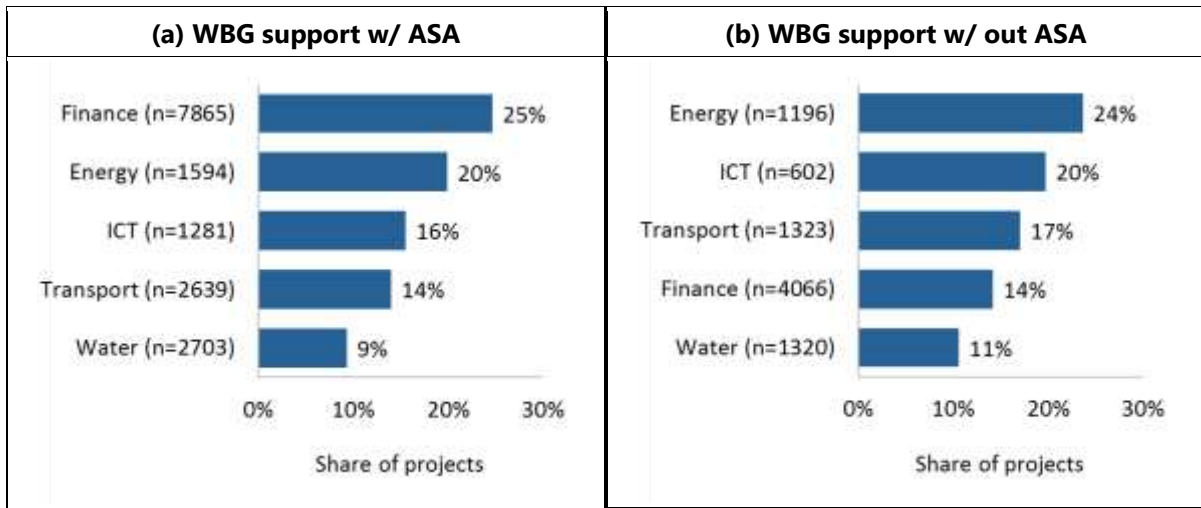 (a) WBG support w/ ASA
Finance (n=7865)
25%
Energy (n=1594)
20%
ICT (n=1281)
16%
Transport (n=2639)
14%
Water (n=2703)
9%
0% 10% 20% 30%
Share of projects
(b) WBG support w/ out ASA
Energy (n=1196)
24%
ICT (n=602)
20%
Transport (n=1323)
17%
Finance (n=4066)
14%
Water (n=1320)
11%
0% 10% 20% 30%
Share of projects